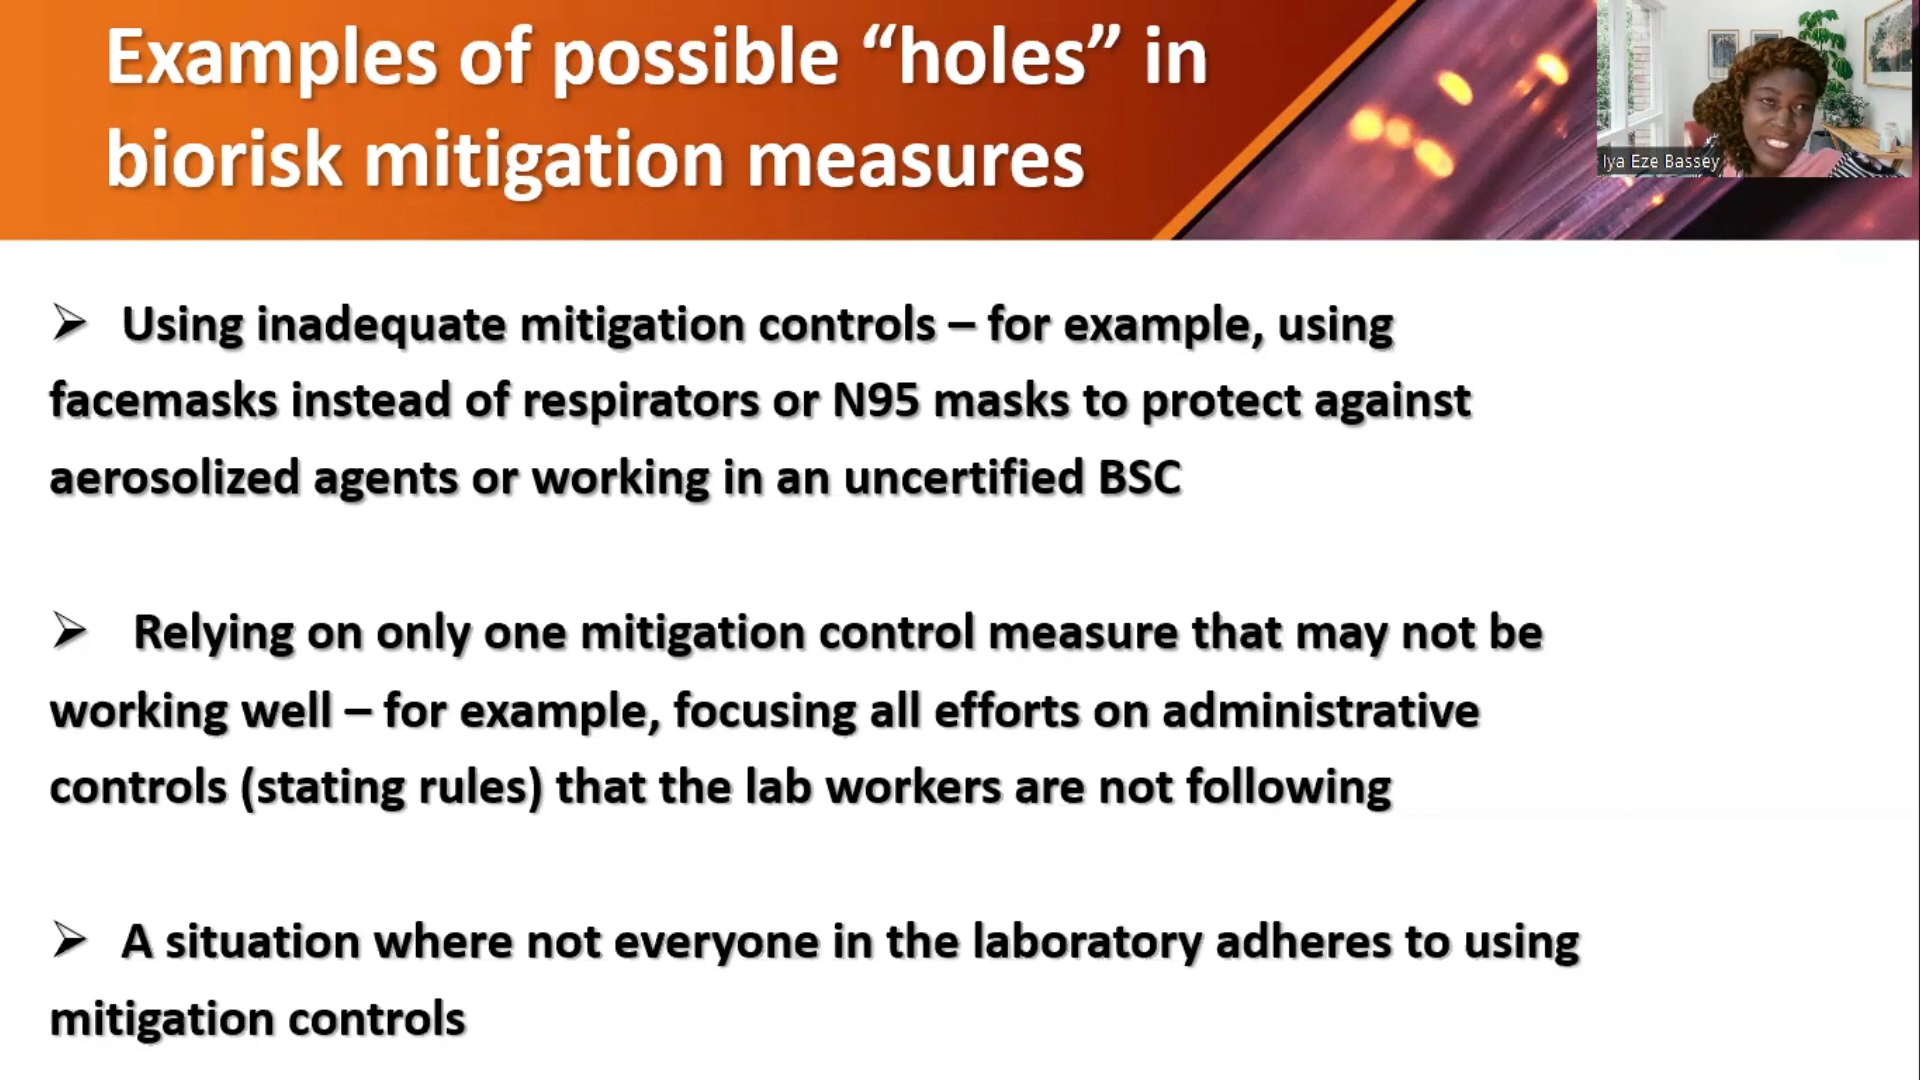 Examples of possible “holes” in
biorisk mitigation measures
Iya Eze Bassey
➢ Using inadequate mitigation controls – for example, using
facemasks instead of respirators or N95 masks to protect against
aerosolized agents or working in an uncertified BSC
➢ Relying on only one mitigation control measure that may not be
working well – for example, focusing all efforts on administrative
controls (stating rules) that the lab workers are not following
➢ A situation where not everyone in the laboratory adheres to using
mitigation controls